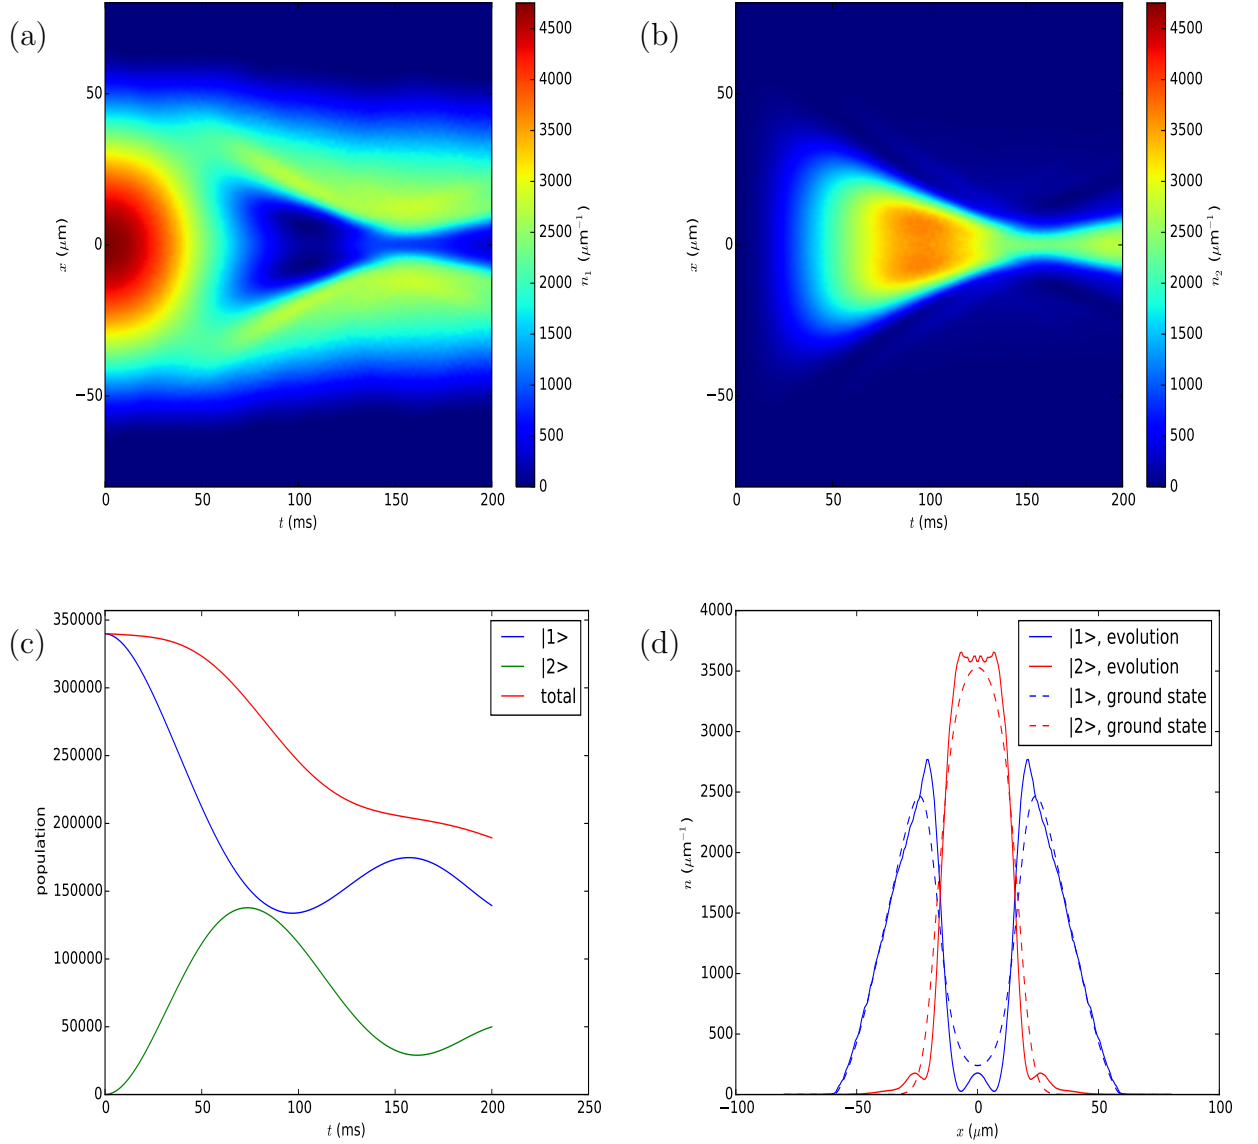 (a)
50
0
−50
x (μm)
0 50 100 150 200
t (ms)
4500
4000
3500
3000
2500
2000
1500
1000
500
0
n₁ (μm⁻¹)
(b)
50
0
−50
x (μm)
0 50 100 150 200
t (ms)
4500
4000
3500
3000
2500
2000
1500
1000
500
0
n₂ (μm⁻¹)
(c)
350000
300000
250000
200000
150000
100000
50000
0
population
|1>
|2>
total
0 50 100 150 200 250
t (ms)
(d)
4000
3500
3000
2500
2000
1500
1000
500
0
n (μm⁻¹)
|1>, evolution
|2>, evolution
|1>, ground state
|2>, ground state
−100 −50 0 50 100
x (μm)